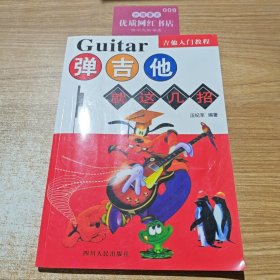 优质网红书店
Guitar
吉他入门教程
弹吉他
就这几招
汪纪军 编著
四川人民出版社